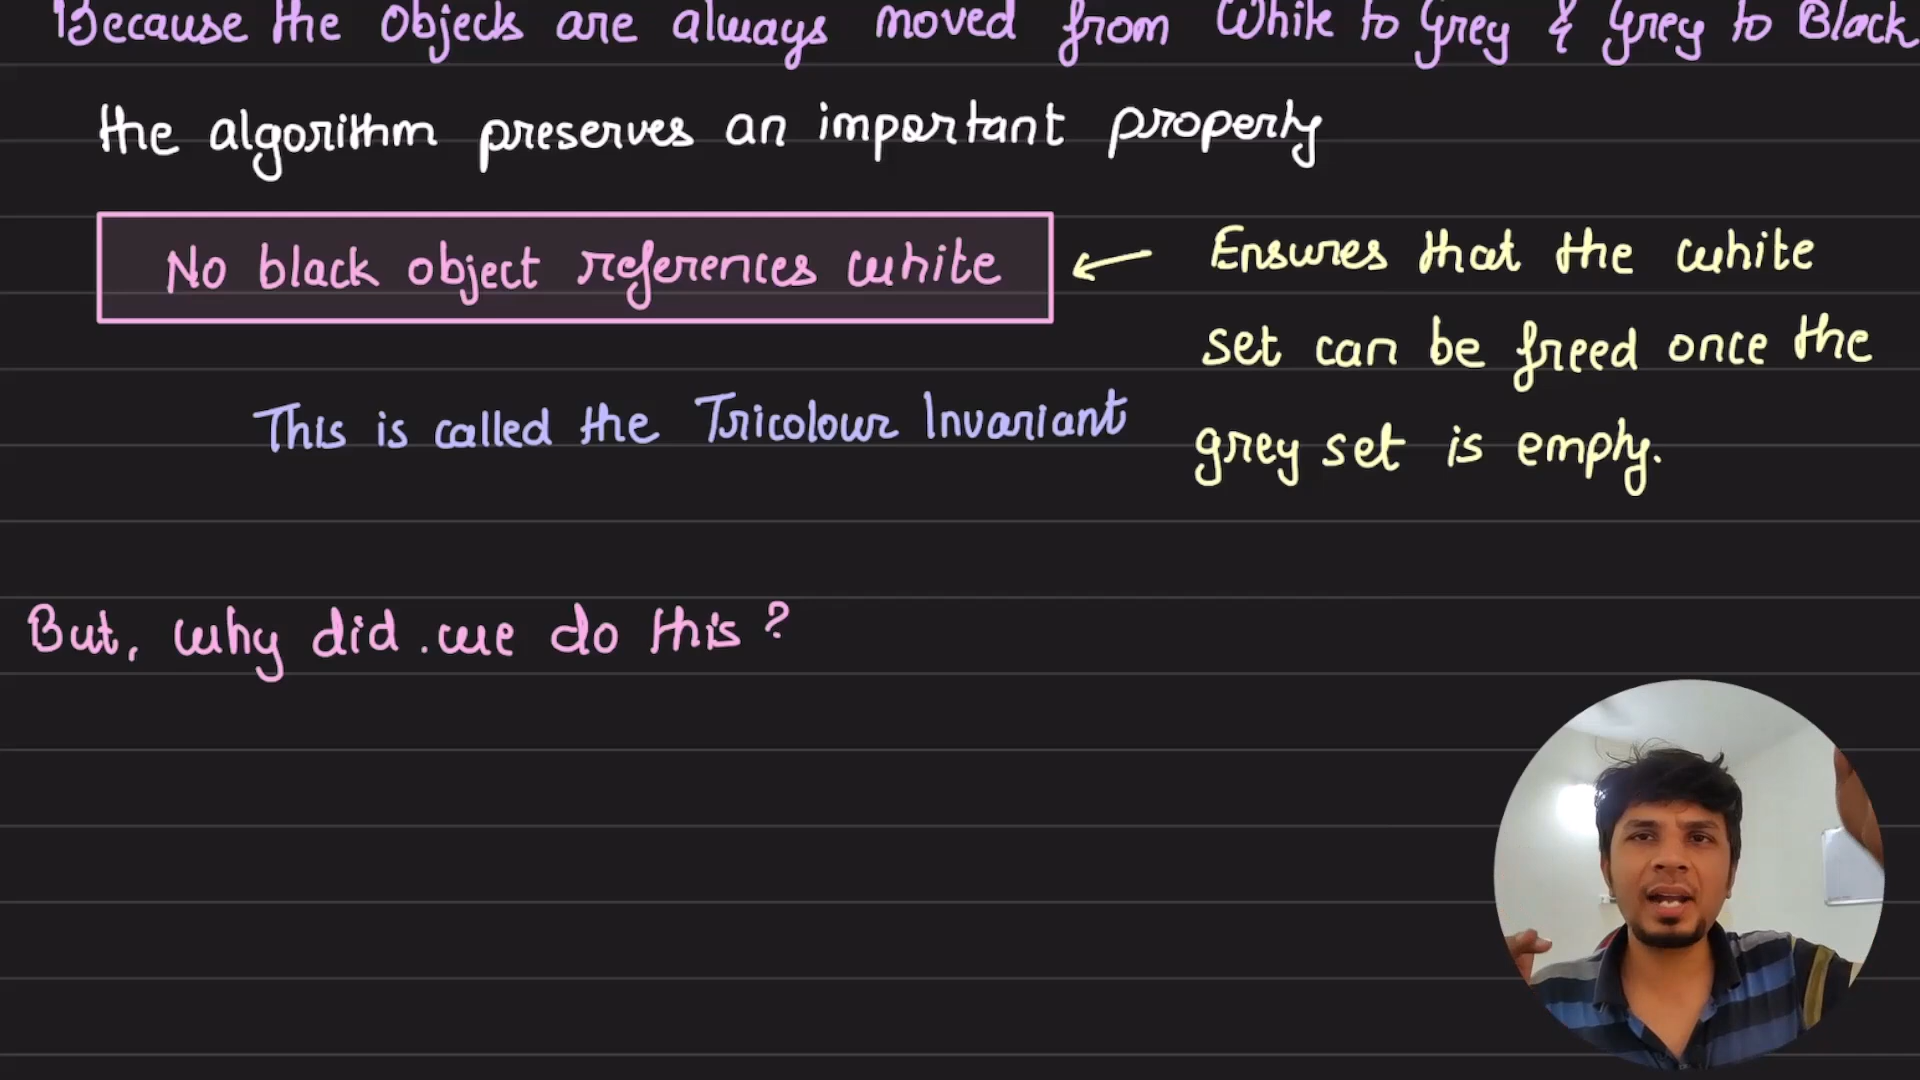 Because the objects are always moved from White to Grey & Grey to Black
the algorithm preserves an important property
No black object references white
Ensures that the white
set can be freed once the
grey set is empty.
This is called the Tricolour Invariant
But, why did we do this?